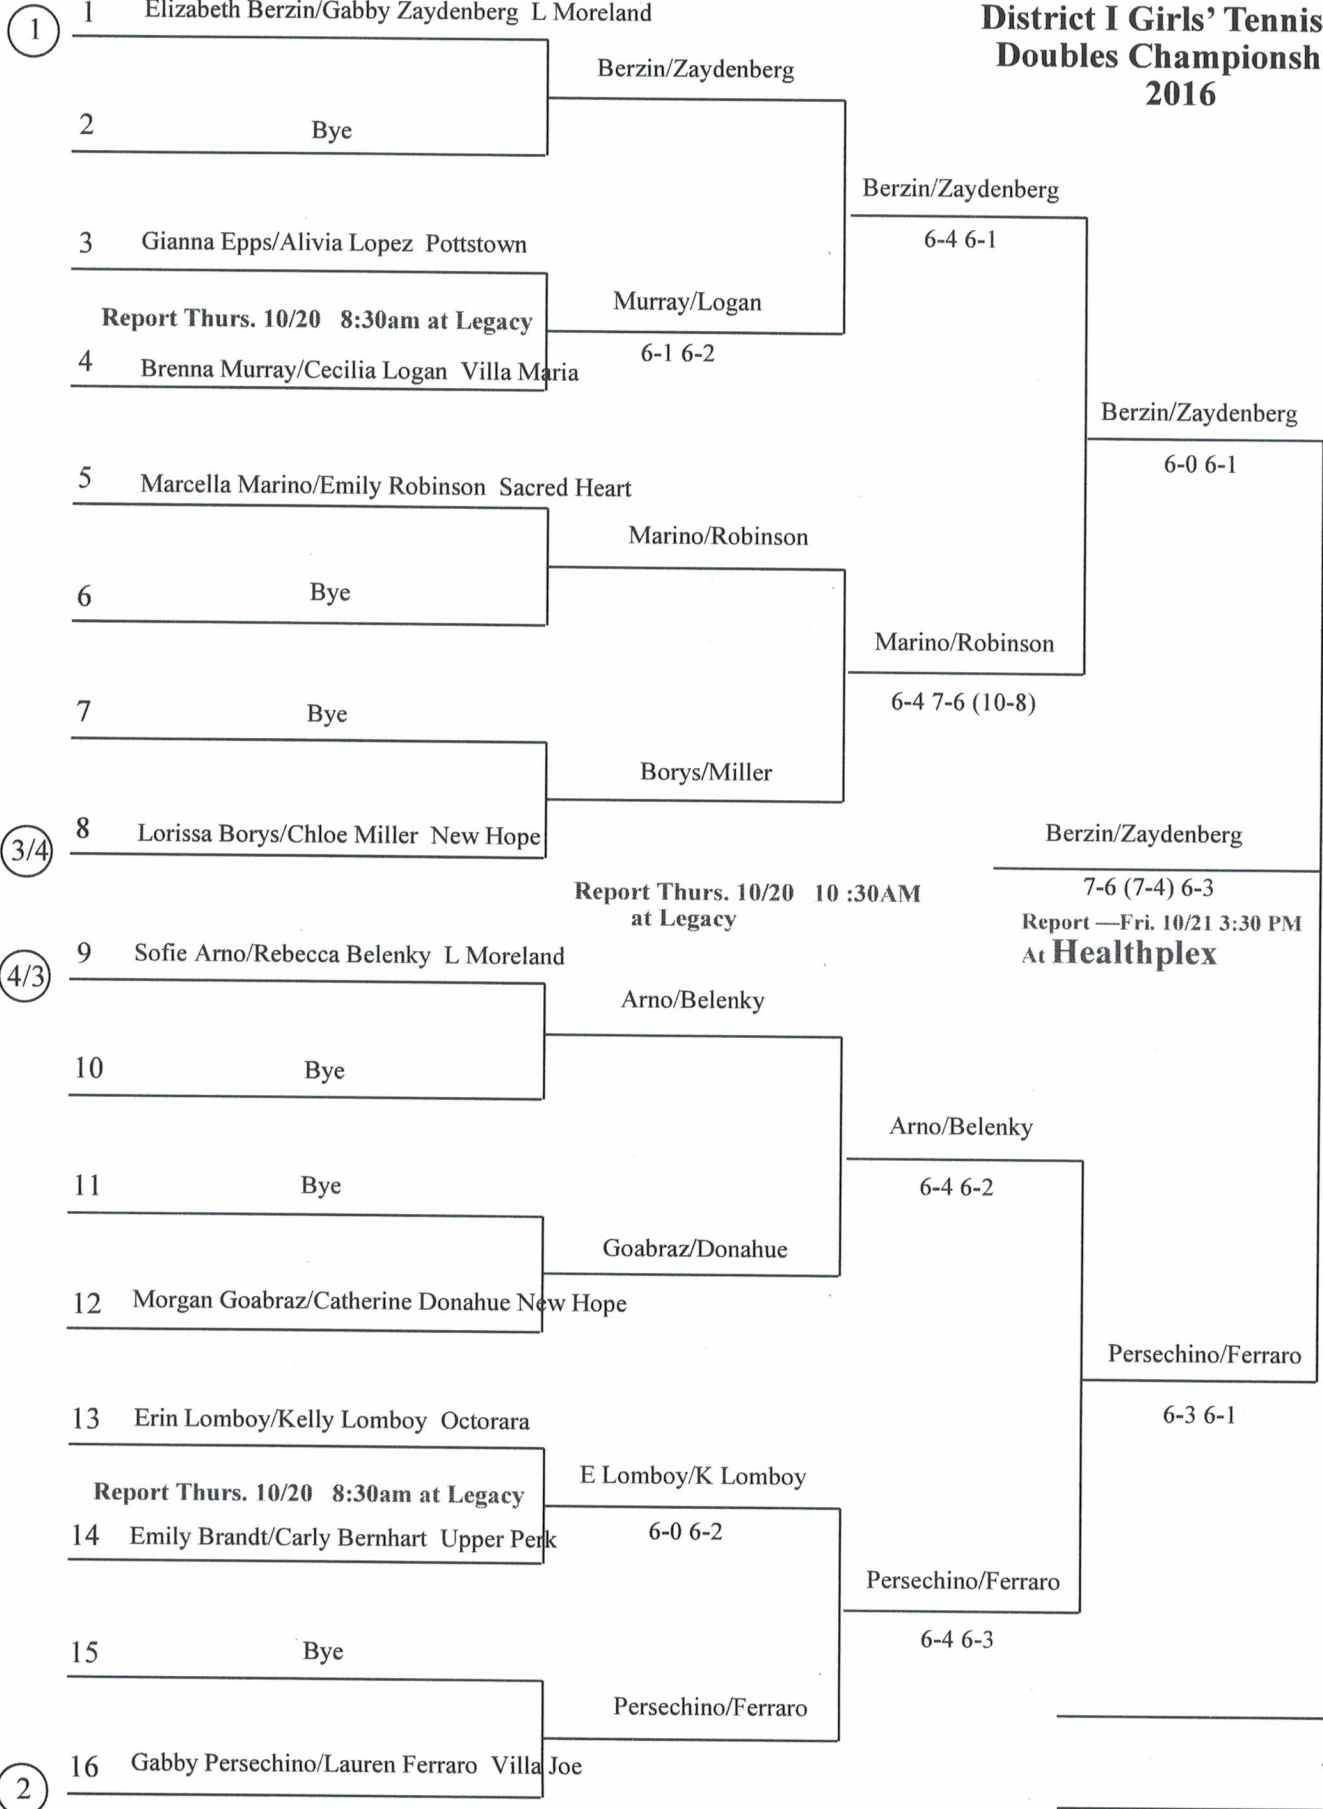 District I Girls' Tennis
Doubles Championsh
2016
1
1 Elizabeth Berzin/Gabby Zaydenberg L Moreland
Berzin/Zaydenberg
2 Bye
Berzin/Zaydenberg
6-4 6-1
3 Gianna Epps/Alivia Lopez Pottstown
Report Thurs. 10/20 8:30am at Legacy
Murray/Logan
6-1 6-2
4 Brenna Murray/Cecilia Logan Villa Maria
Berzin/Zaydenberg
6-0 6-1
5 Marcella Marino/Emily Robinson Sacred Heart
Marino/Robinson
6 Bye
Marino/Robinson
6-4 7-6 (10-8)
7 Bye
Borys/Miller
3/4
8 Lorissa Borys/Chloe Miller New Hope
Berzin/Zaydenberg
7-6 (7-4) 6-3
Report Thurs. 10/20 10 :30AM
at Legacy
Report —Fri. 10/21 3:30 PM
At Healthplex
4/3
9 Sofie Arno/Rebecca Belenky L Moreland
Arno/Belenky
10 Bye
Arno/Belenky
6-4 6-2
11 Bye
Goabraz/Donahue
12 Morgan Goabraz/Catherine Donahue New Hope
Persechino/Ferraro
6-3 6-1
13 Erin Lomboy/Kelly Lomboy Octorara
E Lomboy/K Lomboy
Report Thurs. 10/20 8:30am at Legacy
6-0 6-2
14 Emily Brandt/Carly Bernhart Upper Perk
Persechino/Ferraro
6-4 6-3
15 Bye
Persechino/Ferraro
16 Gabby Persechino/Lauren Ferraro Villa Joe
2